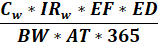 C_w * IR_w * EF * ED
BW * AT * 365